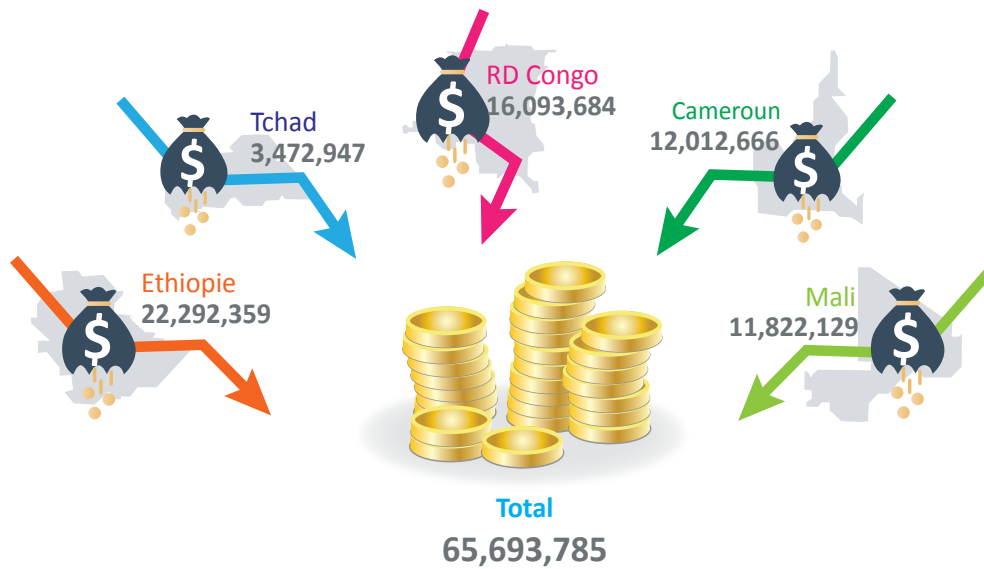 RD Congo
16,093,684
Tchad
3,472,947
Cameroun
12,012,666
Ethiopie
22,292,359
Mali
11,822,129
$
$
$
$
$
Total
65,693,785